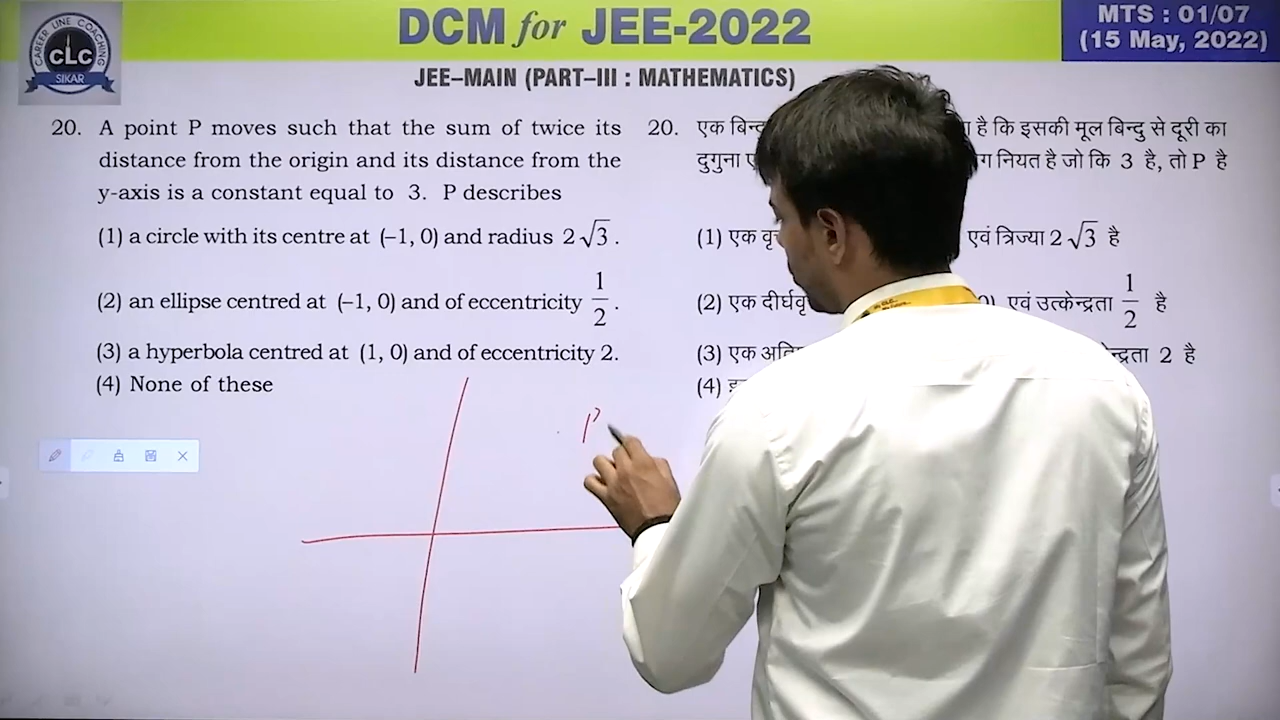 DCM for JEE-2022
MTS : 01/07
(15 May, 2022)
CAREER LINE COACHING
CLC
SIKAR
JEE–MAIN (PART–III : MATHEMATICS)
20. A point P moves such that the sum of twice its
distance from the origin and its distance from the
y-axis is a constant equal to 3. P describes
(1) a circle with its centre at (–1, 0) and radius 2√3.
(2) an ellipse centred at (–1, 0) and of eccentricity 1/2.
(3) a hyperbola centred at (1, 0) and of eccentricity 2.
(4) None of these
20. एक है कि इसकी मूल बिन्दु से दूरी का
दुगुना नियत है जो कि 3 है, तो P है
(1) एक एवं त्रिज्या 2√3 है
(2) एक एवं उत्केन्द्रता 1/2 है
(3) एक 2 है
(4)
P